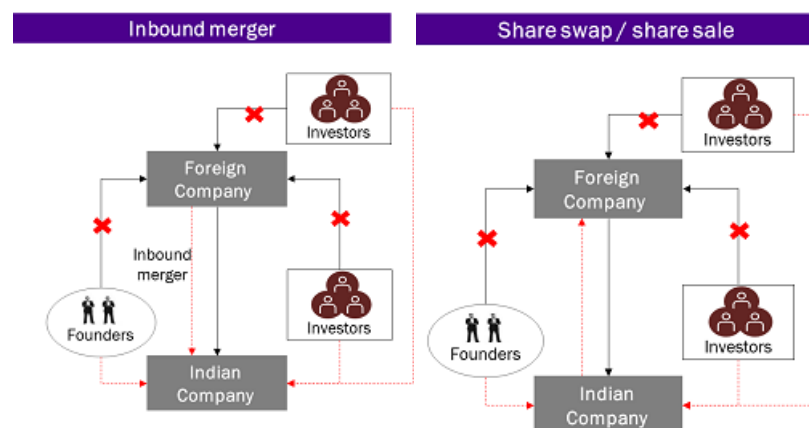 Inbound merger
Investors
Foreign
Company
Inbound
merger
Founders
Investors
Indian
Company
Share swap / share sale
Investors
Foreign
Company
Founders
Investors
Indian
Company